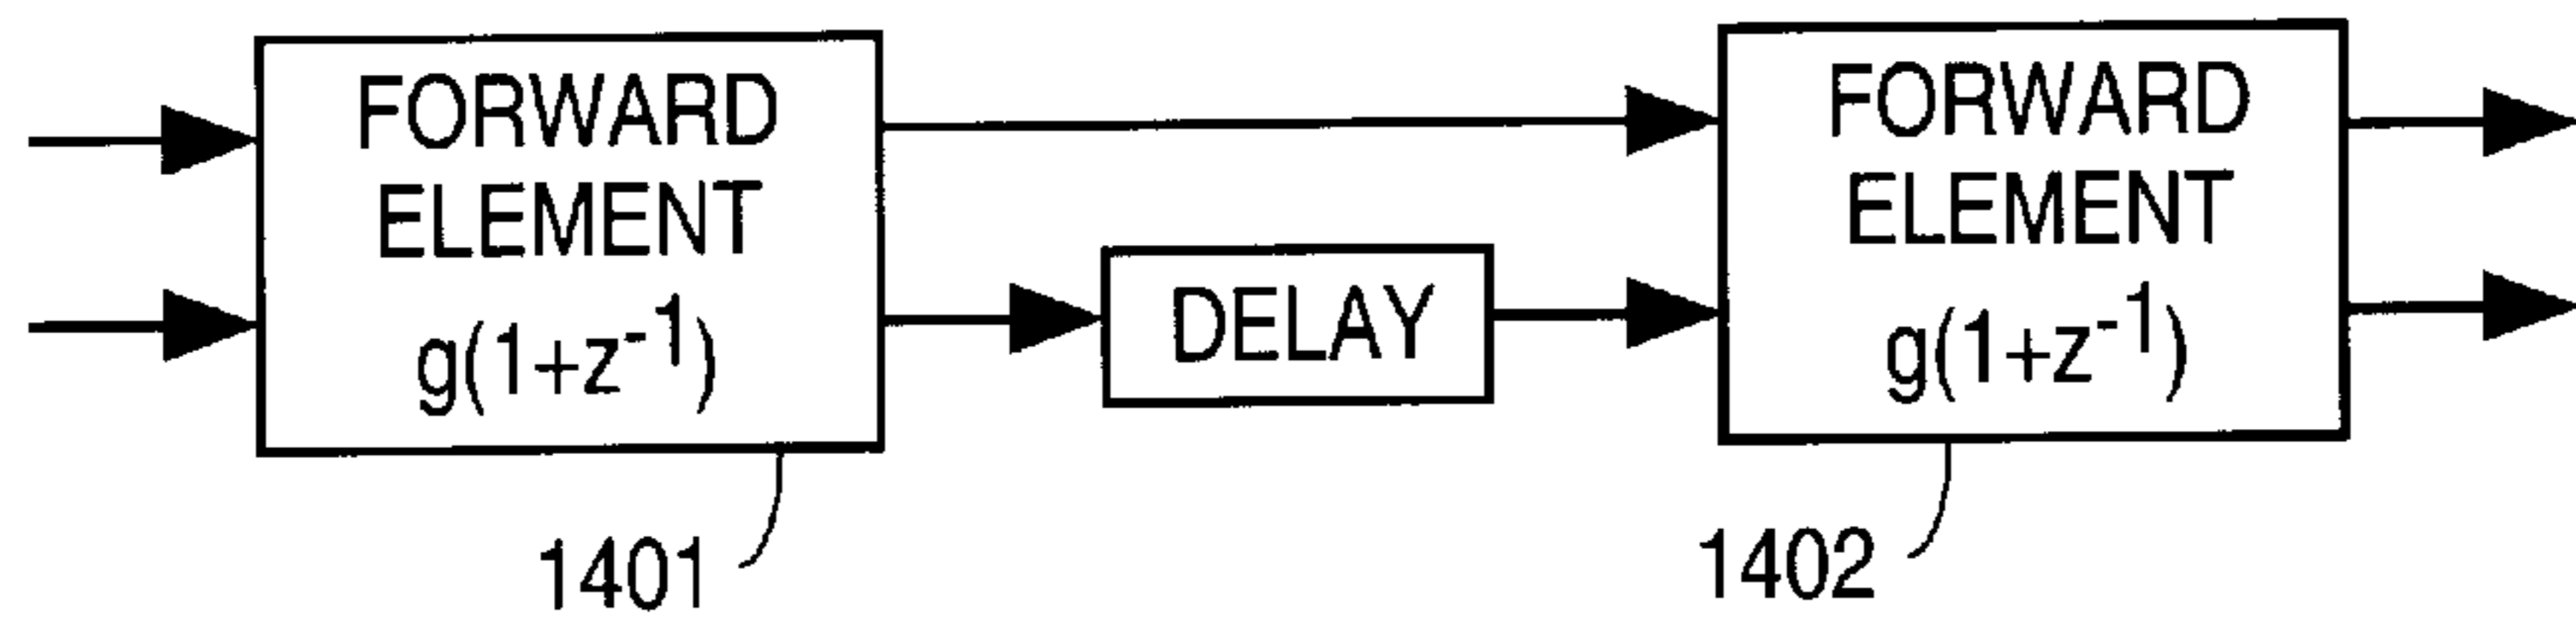 FORWARD
ELEMENT
g(1+z⁻¹)
DELAY
FORWARD
ELEMENT
g(1+z⁻¹)
1401
1402